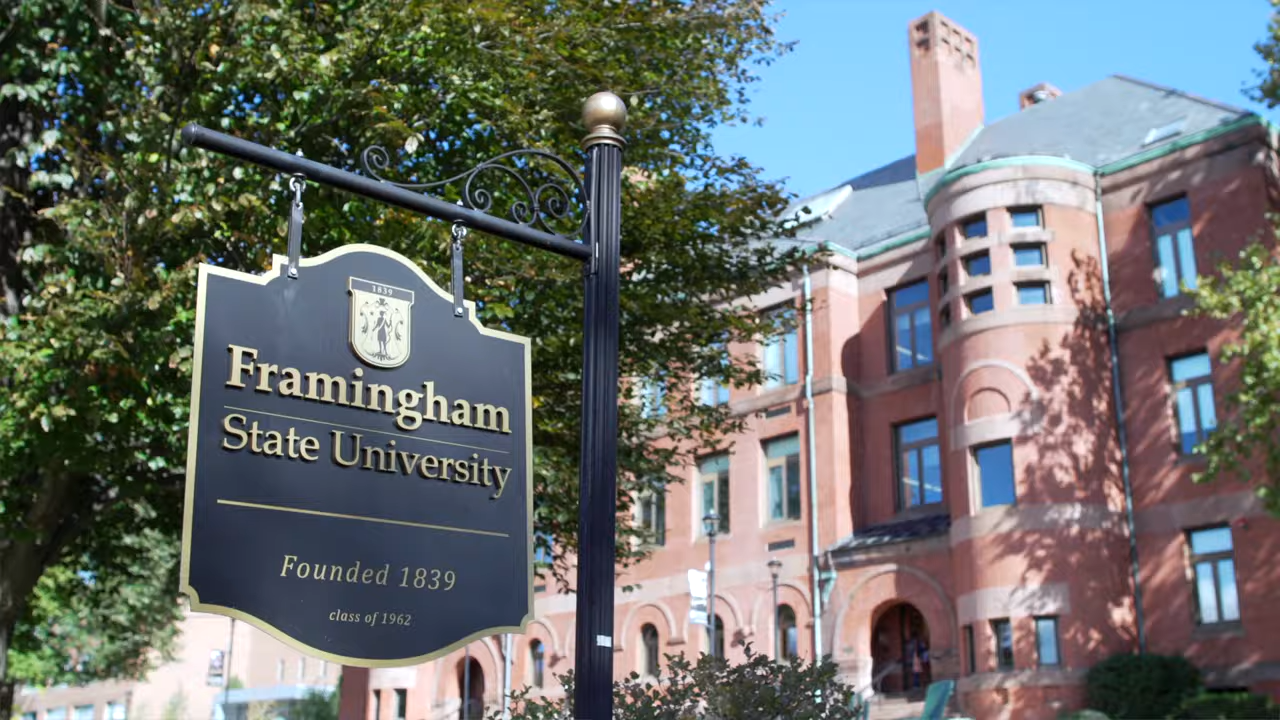 1839
Framingham
State University
Founded 1839
class of 1962